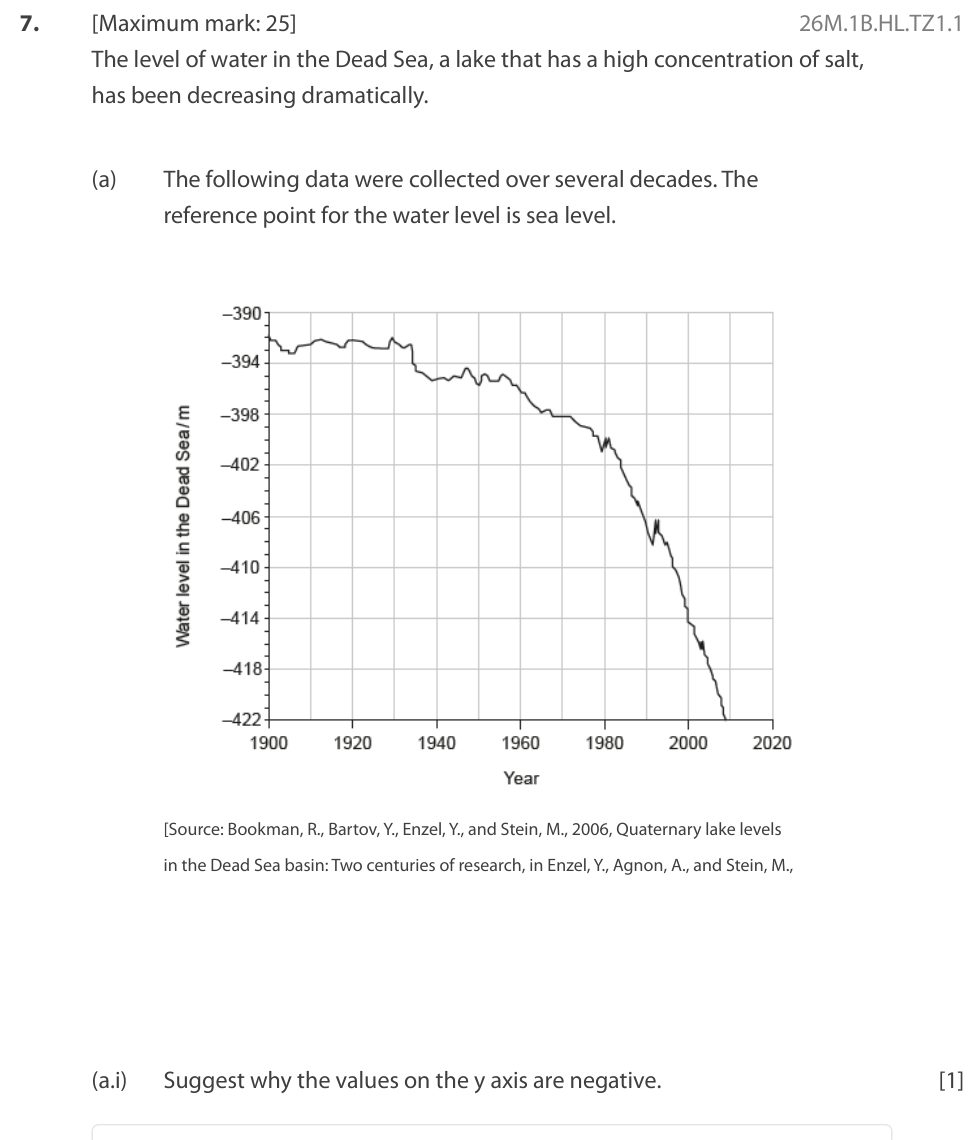 7. [Maximum mark: 25] 26M.1B.HL.TZ1.1
The level of water in the Dead Sea, a lake that has a high concentration of salt,
has been decreasing dramatically.
(a) The following data were collected over several decades. The
reference point for the water level is sea level.
Water level in the Dead Sea/m
–390
–394
–398
–402
–406
–410
–414
–418
–422
1900 1920 1940 1960 1980 2000 2020
Year
[Source: Bookman, R., Bartov, Y., Enzel, Y., and Stein, M., 2006, Quaternary lake levels
in the Dead Sea basin: Two centuries of research, in Enzel, Y., Agnon, A., and Stein, M.,
(a.i) Suggest why the values on the y axis are negative. [1]